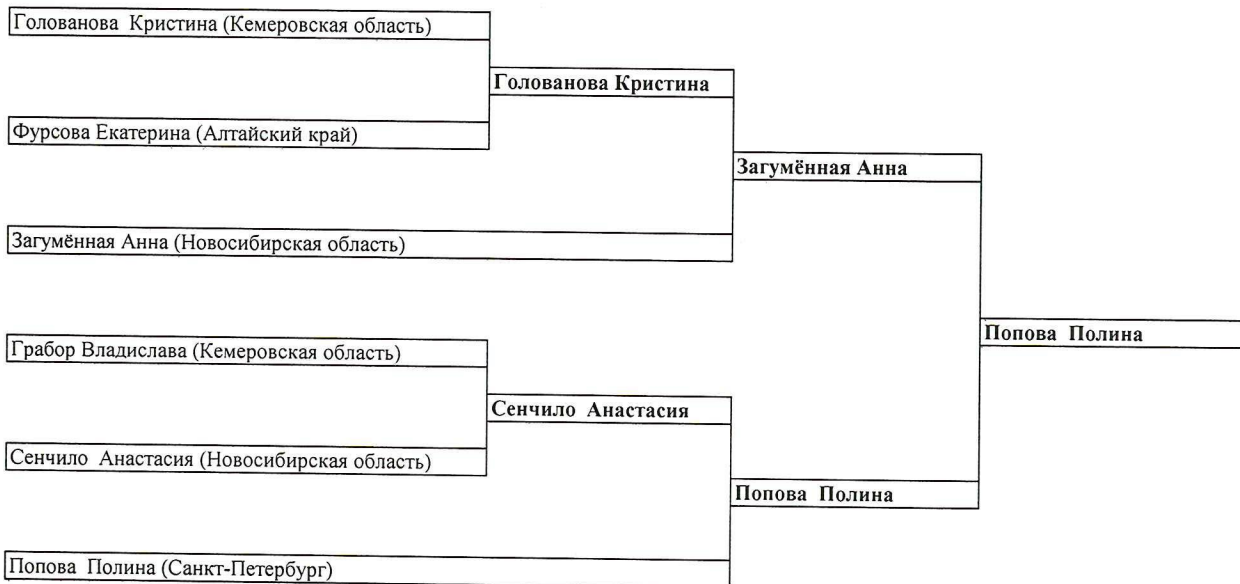 Голованова Кристина (Кемеровская область)
Голованова Кристина
Фурсова Екатерина (Алтайский край)
Загумённая Анна
Загумённая Анна (Новосибирская область)
Попова Полина
Грабор Владислава (Кемеровская область)
Сенчило Анастасия
Сенчило Анастасия (Новосибирская область)
Попова Полина
Попова Полина (Санкт-Петербург)